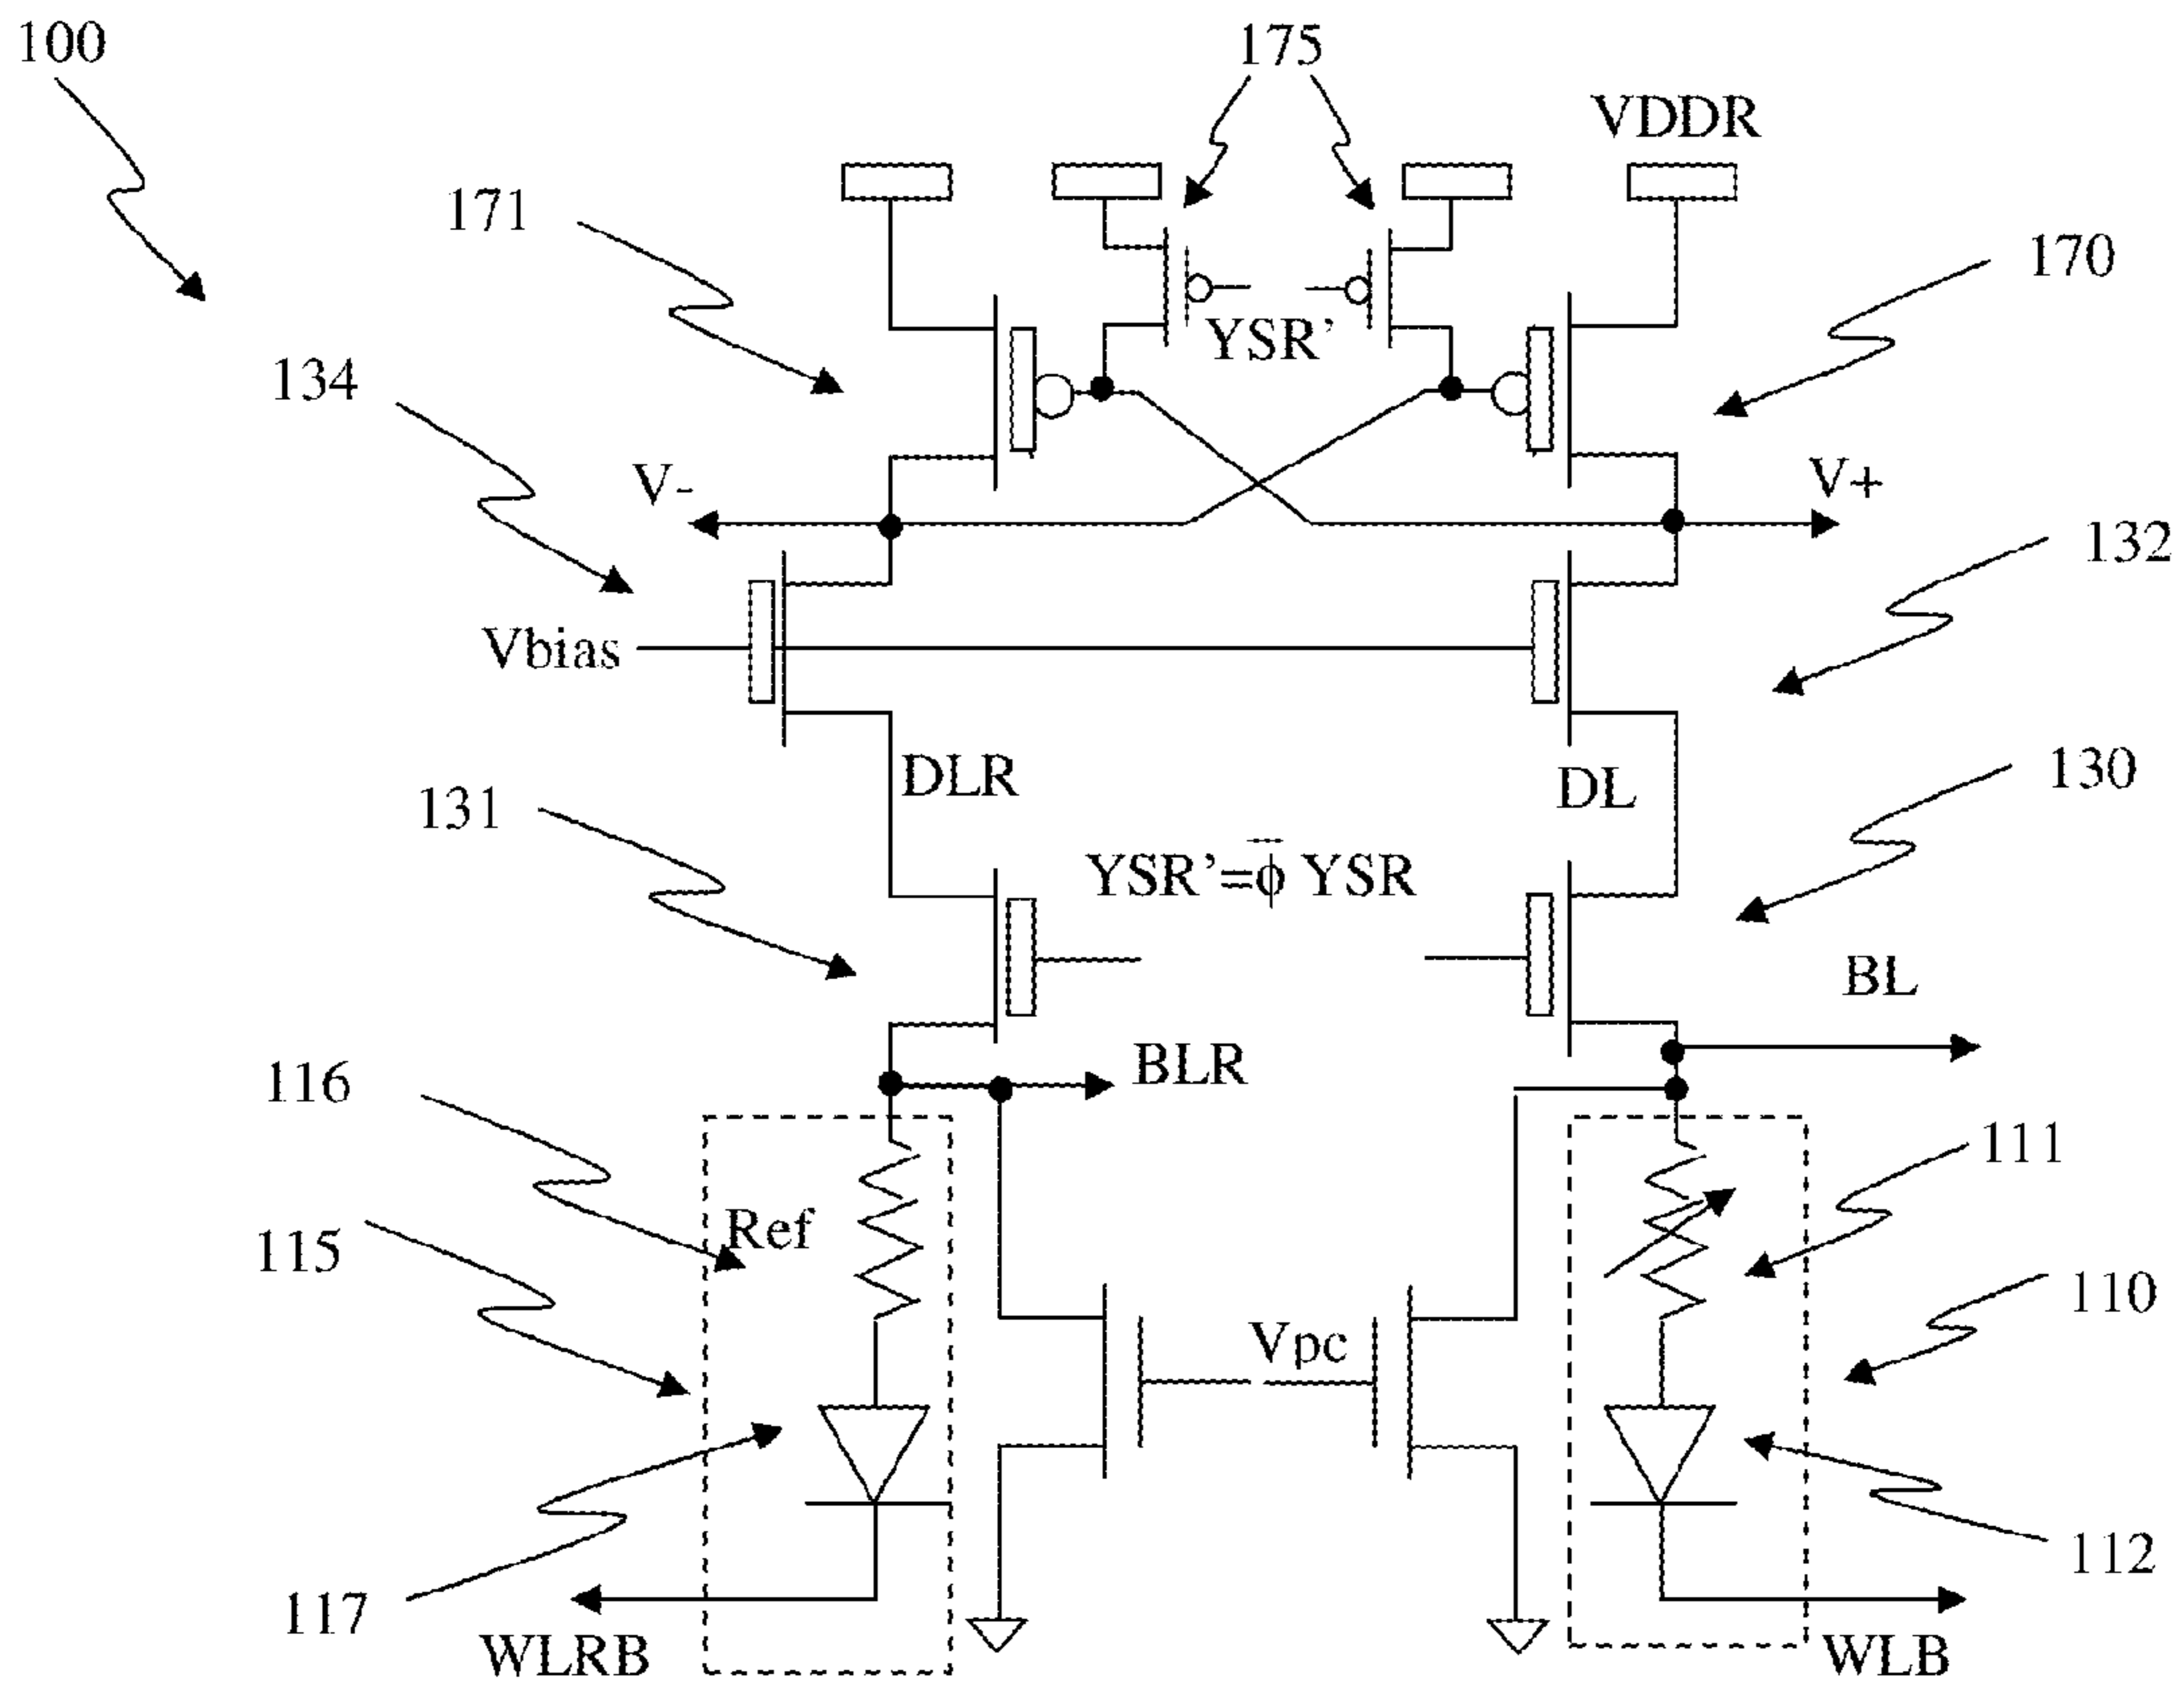 100
175
VDDR
171
170
YSR'
134
V-
V+
132
Vbias
DLR
DL
130
131
YSR'=ϕ̅ YSR
BL
BLR
116
111
Ref
115
110
Vpc
112
117
WLRB
WLB